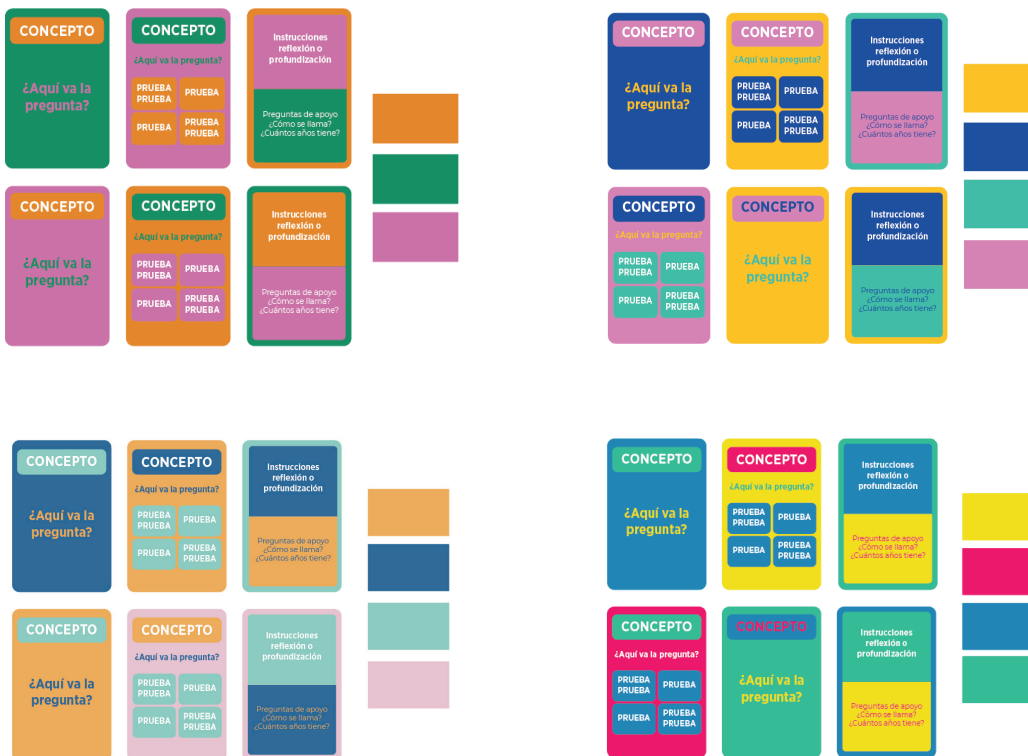 CONCEPTO
¿Aquí va la
pregunta?
CONCEPTO
¿Aquí va la pregunta?
PRUEBA
PRUEBA
PRUEBA
PRUEBA
PRUEBA
PRUEBA
Instrucciones
reflexión o
profundización
Preguntas de apoyo
¿Cómo se llama?
¿Cuántos años tiene?
CONCEPTO
¿Aquí va la
pregunta?
CONCEPTO
¿Aquí va la pregunta?
PRUEBA
PRUEBA
PRUEBA
PRUEBA
PRUEBA
PRUEBA
Instrucciones
reflexión o
profundización
Preguntas de apoyo
¿Cómo se llama?
¿Cuántos años tiene?
CONCEPTO
¿Aquí va la
pregunta?
CONCEPTO
¿Aquí va la pregunta?
PRUEBA
PRUEBA
PRUEBA
PRUEBA
PRUEBA
PRUEBA
Instrucciones
reflexión o
profundización
Preguntas de apoyo
¿Cómo se llama?
¿Cuántos años tiene?
CONCEPTO
¿Aquí va la pregunta?
PRUEBA
PRUEBA
PRUEBA
PRUEBA
PRUEBA
PRUEBA
CONCEPTO
¿Aquí va la
pregunta?
Instrucciones
reflexión o
profundización
Preguntas de apoyo
¿Cómo se llama?
¿Cuántos años tiene?
CONCEPTO
¿Aquí va la
pregunta?
CONCEPTO
¿Aquí va la pregunta?
PRUEBA
PRUEBA
PRUEBA
PRUEBA
PRUEBA
PRUEBA
Instrucciones
reflexión o
profundización
Preguntas de apoyo
¿Cómo se llama?
¿Cuántos años tiene?
CONCEPTO
¿Aquí va la
pregunta?
CONCEPTO
¿Aquí va la pregunta?
PRUEBA
PRUEBA
PRUEBA
PRUEBA
PRUEBA
PRUEBA
Instrucciones
reflexión o
profundización
Preguntas de apoyo
¿Cómo se llama?
¿Cuántos años tiene?
CONCEPTO
¿Aquí va la
pregunta?
CONCEPTO
¿Aquí va la pregunta?
PRUEBA
PRUEBA
PRUEBA
PRUEBA
PRUEBA
PRUEBA
Instrucciones
reflexión o
profundización
Preguntas de apoyo
¿Cómo se llama?
¿Cuántos años tiene?
CONCEPTO
¿Aquí va la pregunta?
PRUEBA
PRUEBA
PRUEBA
PRUEBA
PRUEBA
PRUEBA
CONCEPTO
¿Aquí va la
pregunta?
Instrucciones
reflexión o
profundización
Preguntas de apoyo
¿Cómo se llama?
¿Cuántos años tiene?